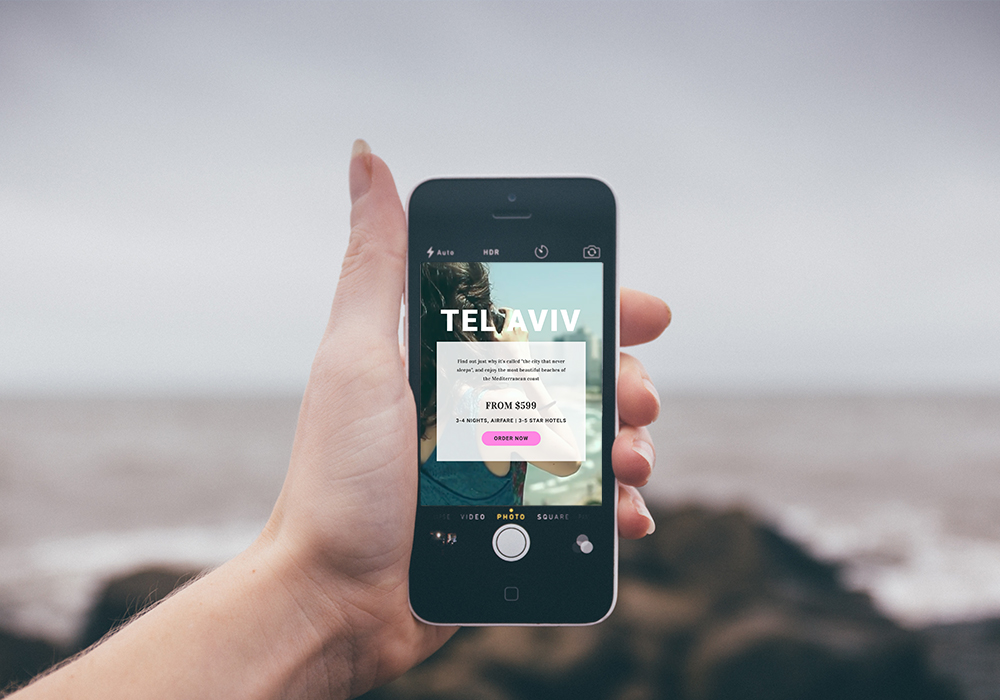 Auto HDR
TEL AVIV
Find out just why it's called "the city that never
sleeps", and enjoy the most beautiful beaches of
the Mediterranean coast
FROM $599
3-4 NIGHTS, AIRFARE | 3-5 STAR HOTELS
ORDER NOW
VIDEO PHOTO SQUARE